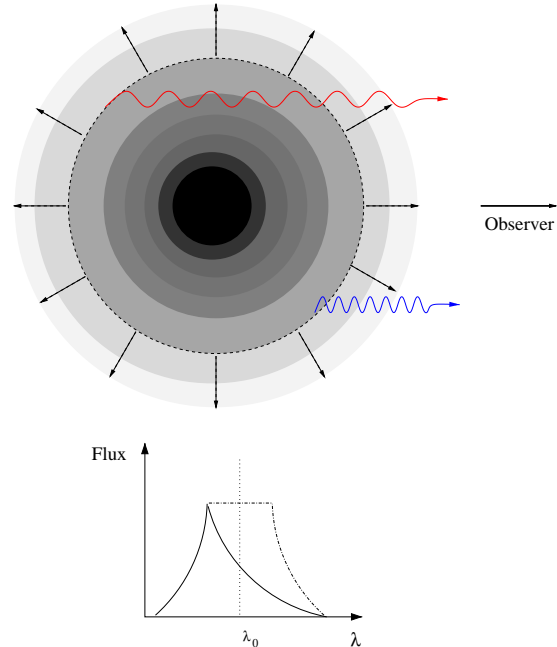 Observer
Flux
λ₀
λ